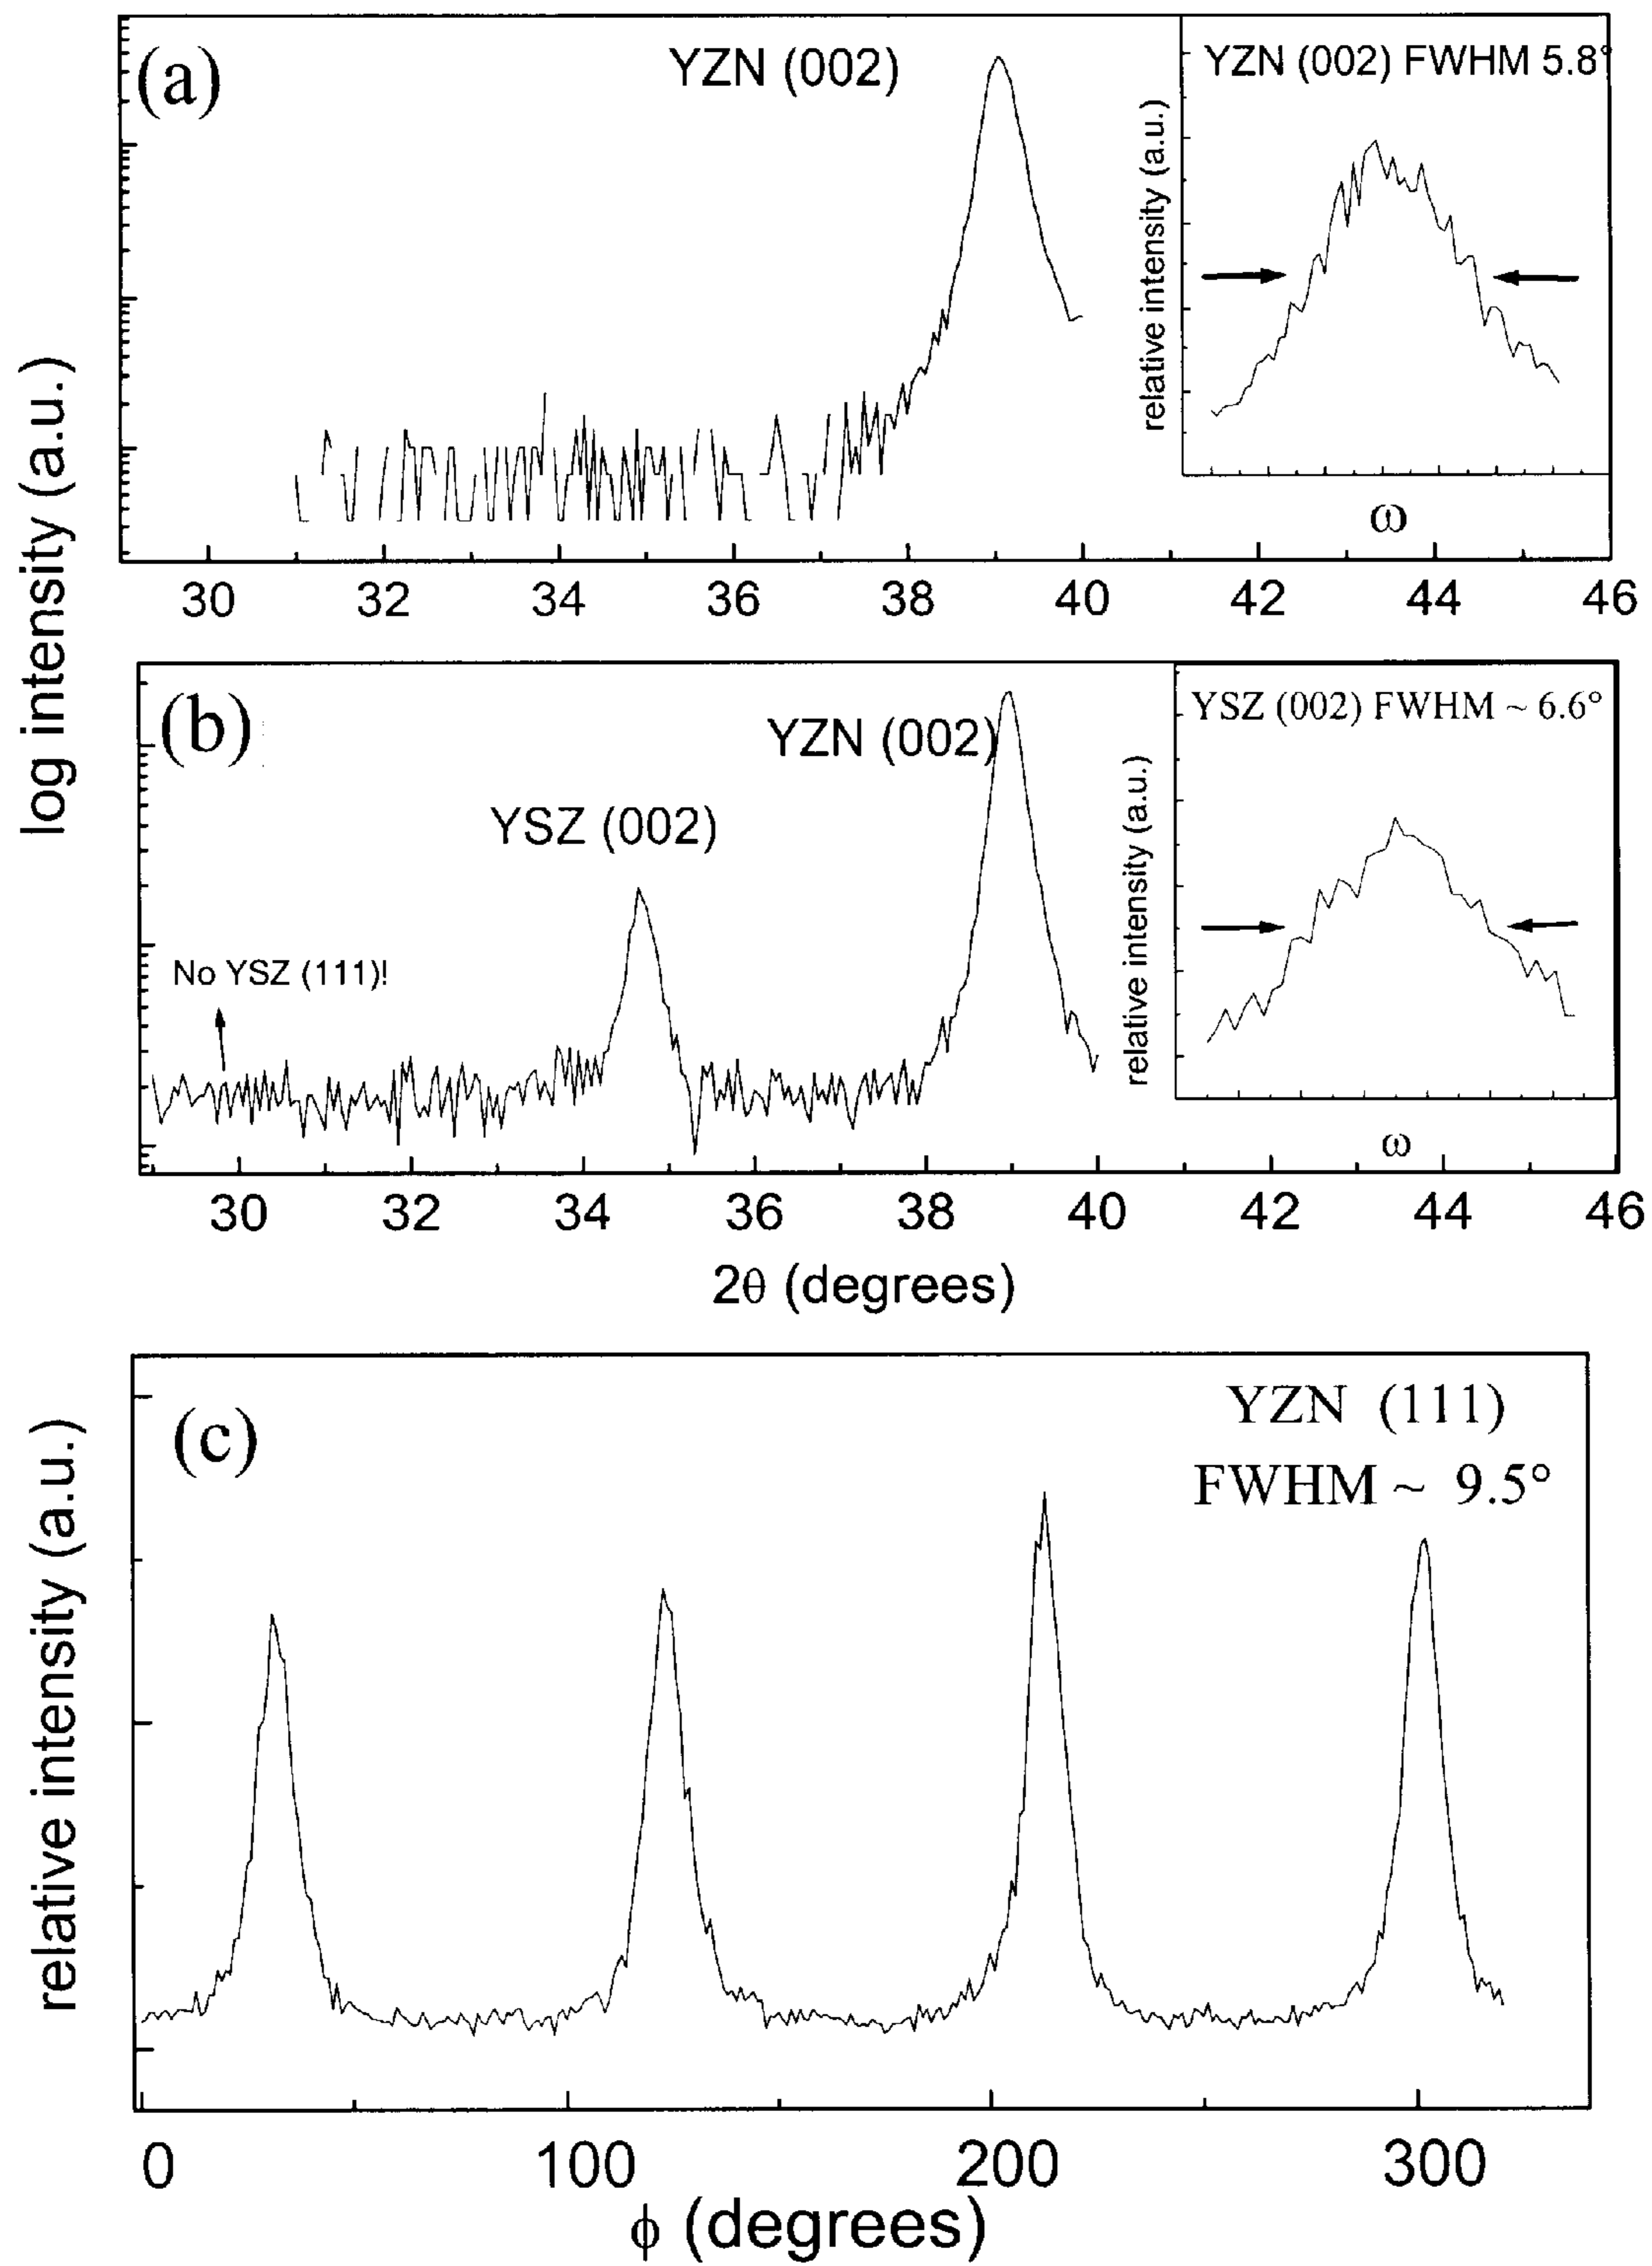 (a)
YZN (002)
YZN (002) FWHM 5.8°
relative intensity (a.u.)
ω
30 32 34 36 38 40 42 44 46
log intensity (a.u.)
(b)
YZN (002)
YSZ (002)
No YSZ (111)!
YSZ (002) FWHM ~ 6.6°
relative intensity (a.u.)
ω
30 32 34 36 38 40 42 44 46
2θ (degrees)
(c)
YZN (111)
FWHM ~ 9.5°
relative intensity (a.u.)
0 100 200 300
ϕ (degrees)